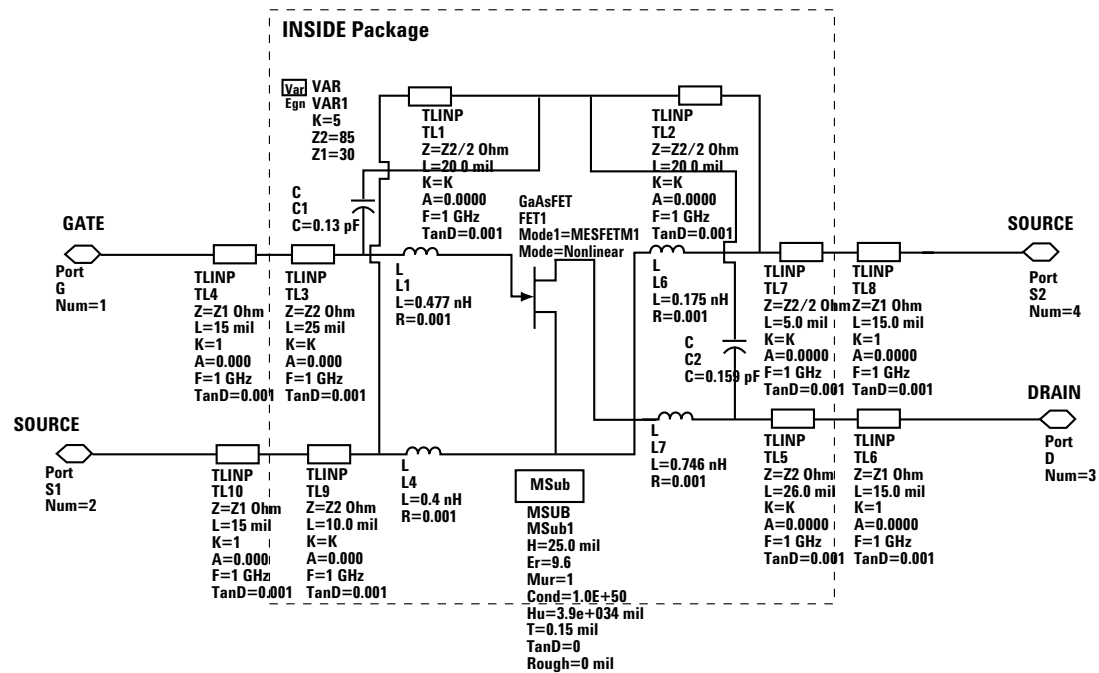 INSIDE Package
Var
Egn
VAR
VAR1
K=5
Z2=85
Z1=30
TLINP
TL1
Z=Z2/2 Ohm
L=20 0 mil
K=K
A=0.0000
F=1 GHz
TanD=0.001
TLINP
TL2
Z=Z2/2 Ohm
L=20 0 mil
K=K
A=0.0000
F=1 GHz
TanD=0.001
C
C1
C=0.13 pF
GaAsFET
FET1
Mode1=MESFETM1
Mode=Nonlinear
GATE
Port
G
Num=1
TLINP
TL4
Z=Z1 Ohm
L=15 mil
K=1
A=0.000
F=1 GHz
TanD=0.001
TLINP
TL3
Z=Z2 Ohm
L=25 mil
K=K
A=0.000
F=1 GHz
TanD=0.001
L
L1
L=0.477 nH
R=0.001
L
L6
L=0.175 nH
R=0.001
TLINP
TL7
Z=Z2/2 Ohm
L=5.0 mil
K=K
A=0.0000
F=1 GHz
TanD=0.001
TLINP
TL8
Z=Z1 Ohm
L=15.0 mil
K=1
A=0.0000
F=1 GHz
TanD=0.001
SOURCE
Port
S2
Num=4
C
C2
C=0.159 pF
SOURCE
Port
S1
Num=2
TLINP
TL10
Z=Z1 Ohm
L=15 mil
K=1
A=0.000
F=1 GHz
TanD=0.001
TLINP
TL9
Z=Z2 Ohm
L=10.0 mil
K=K
A=0.000
F=1 GHz
TanD=0.001
L
L4
L=0.4 nH
R=0.001
L
L7
L=0.746 nH
R=0.001
TLINP
TL5
Z=Z2 Ohm
L=26.0 mil
K=K
A=0.0000
F=1 GHz
TanD=0.001
TLINP
TL6
Z=Z1 Ohm
L=15.0 mil
K=1
A=0.0000
F=1 GHz
TanD=0.001
DRAIN
Port
D
Num=3
MSub
MSUB
MSub1
H=25.0 mil
Er=9.6
Mur=1
Cond=1.0E+50
Hu=3.9e+034 mil
T=0.15 mil
TanD=0
Rough=0 mil